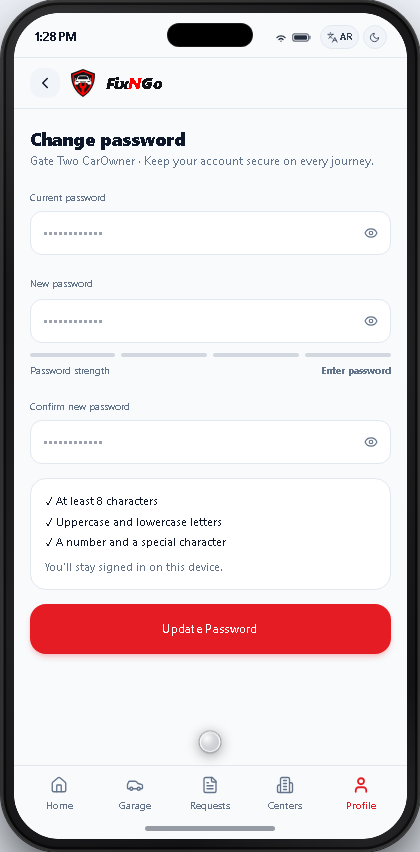 1:28 PM
AR
FixNGo
Change password
Gate Two CarOwner · Keep your account secure on every journey.
Current password
••••••••••••
New password
••••••••••••
Password strength
Enter password
Confirm new password
••••••••••••
✓ At least 8 characters
✓ Uppercase and lowercase letters
✓ A number and a special character
You'll stay signed in on this device.
Update Password
Home
Garage
Requests
Centers
Profile